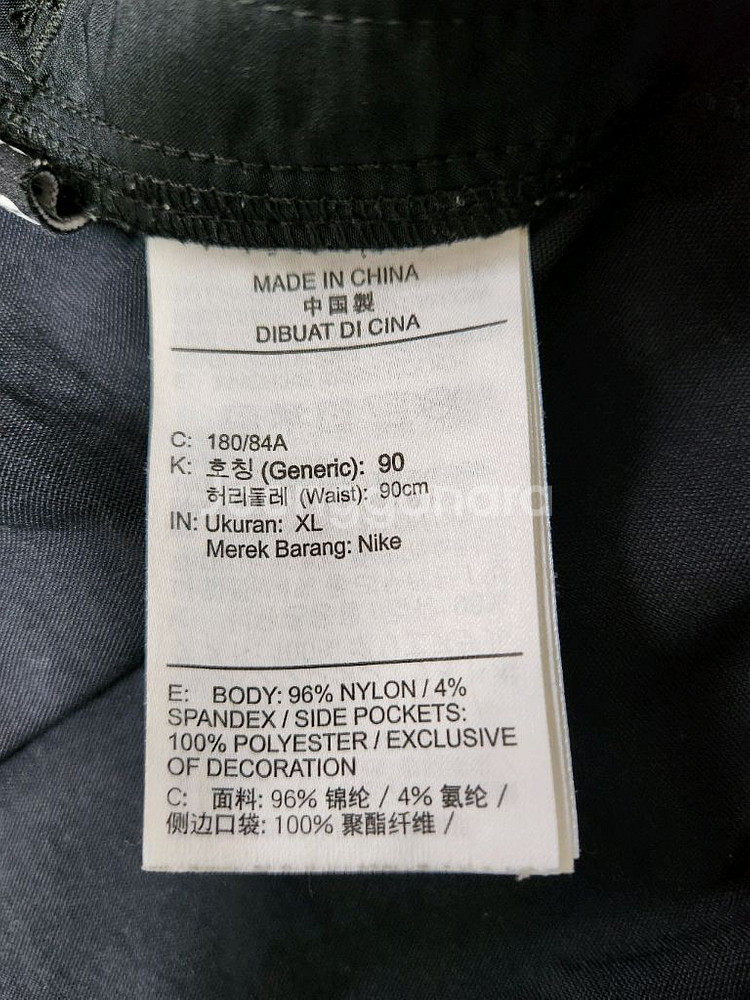 MADE IN CHINA
中国製
DIBUAT DI CINA
C: 180/84A
K: 호칭 (Generic): 90
허리둘레 (Waist): 90cm
IN: Ukuran: XL
Merek Barang: Nike
E: BODY: 96% NYLON / 4%
SPANDEX / SIDE POCKETS:
100% POLYESTER / EXCLUSIVE
OF DECORATION
C: 面料: 96% 锦纶 / 4% 氨纶 /
侧边口袋: 100% 聚酯纤维 /